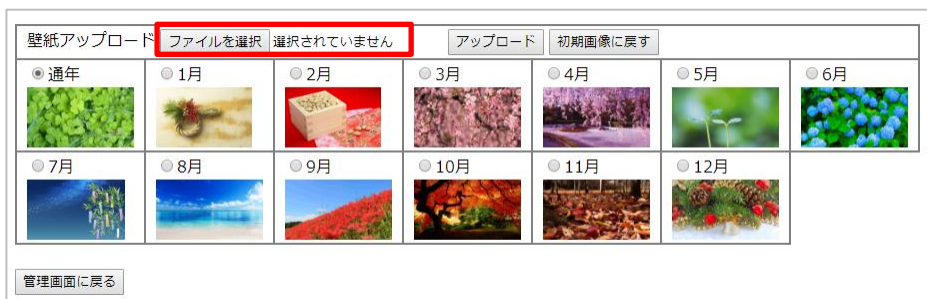 壁紙アップロード ファイルを選択 選択されていません アップロード 初期画像に戻す
通年 1月 2月 3月 4月 5月 6月
7月 8月 9月 10月 11月 12月
管理画面に戻る